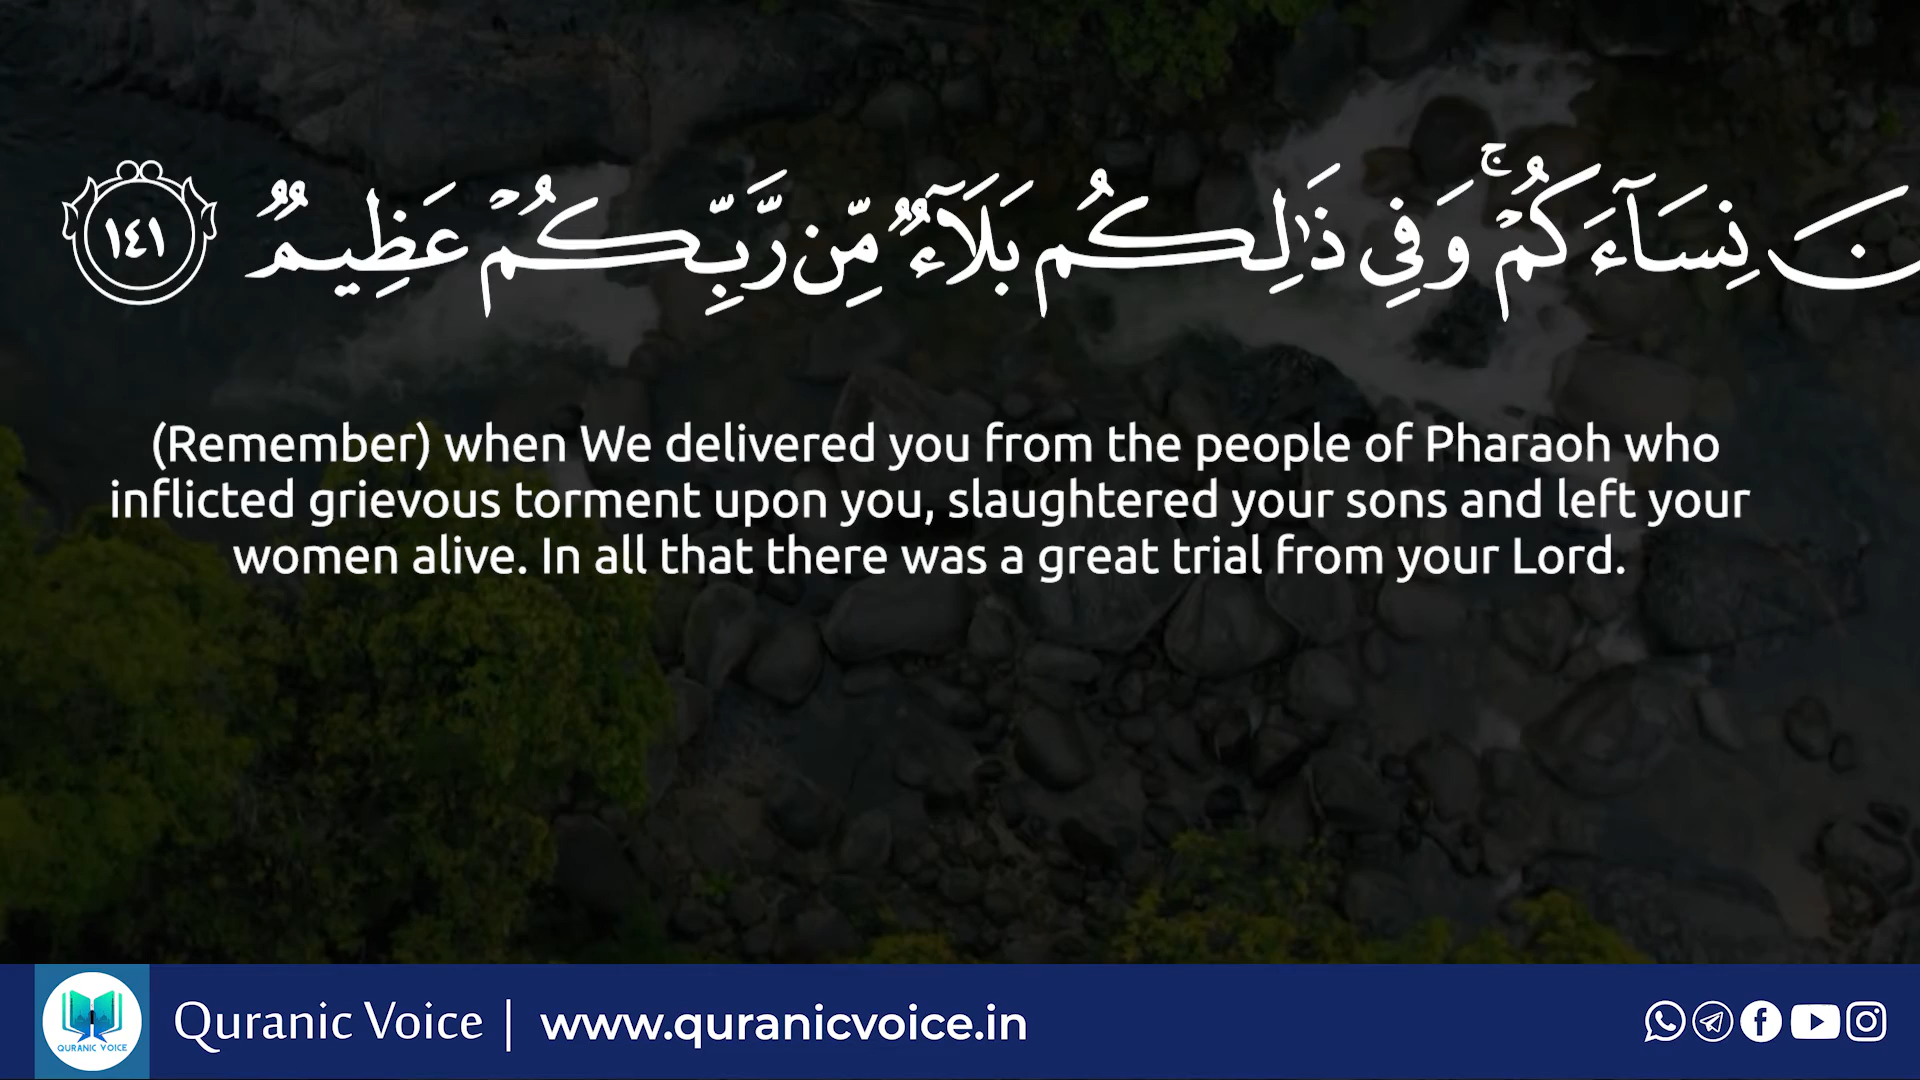 نَ نِسَآءَكُمْۚ وَفِي ذَٰلِكُم بَلَآءٌ مِّن رَّبِّكُمْ عَظِيمٌ ١٤١
(Remember) when We delivered you from the people of Pharaoh who
inflicted grievous torment upon you, slaughtered your sons and left your
women alive. In all that there was a great trial from your Lord.
QURANIC VOICE
Quranic Voice | www.quranicvoice.in